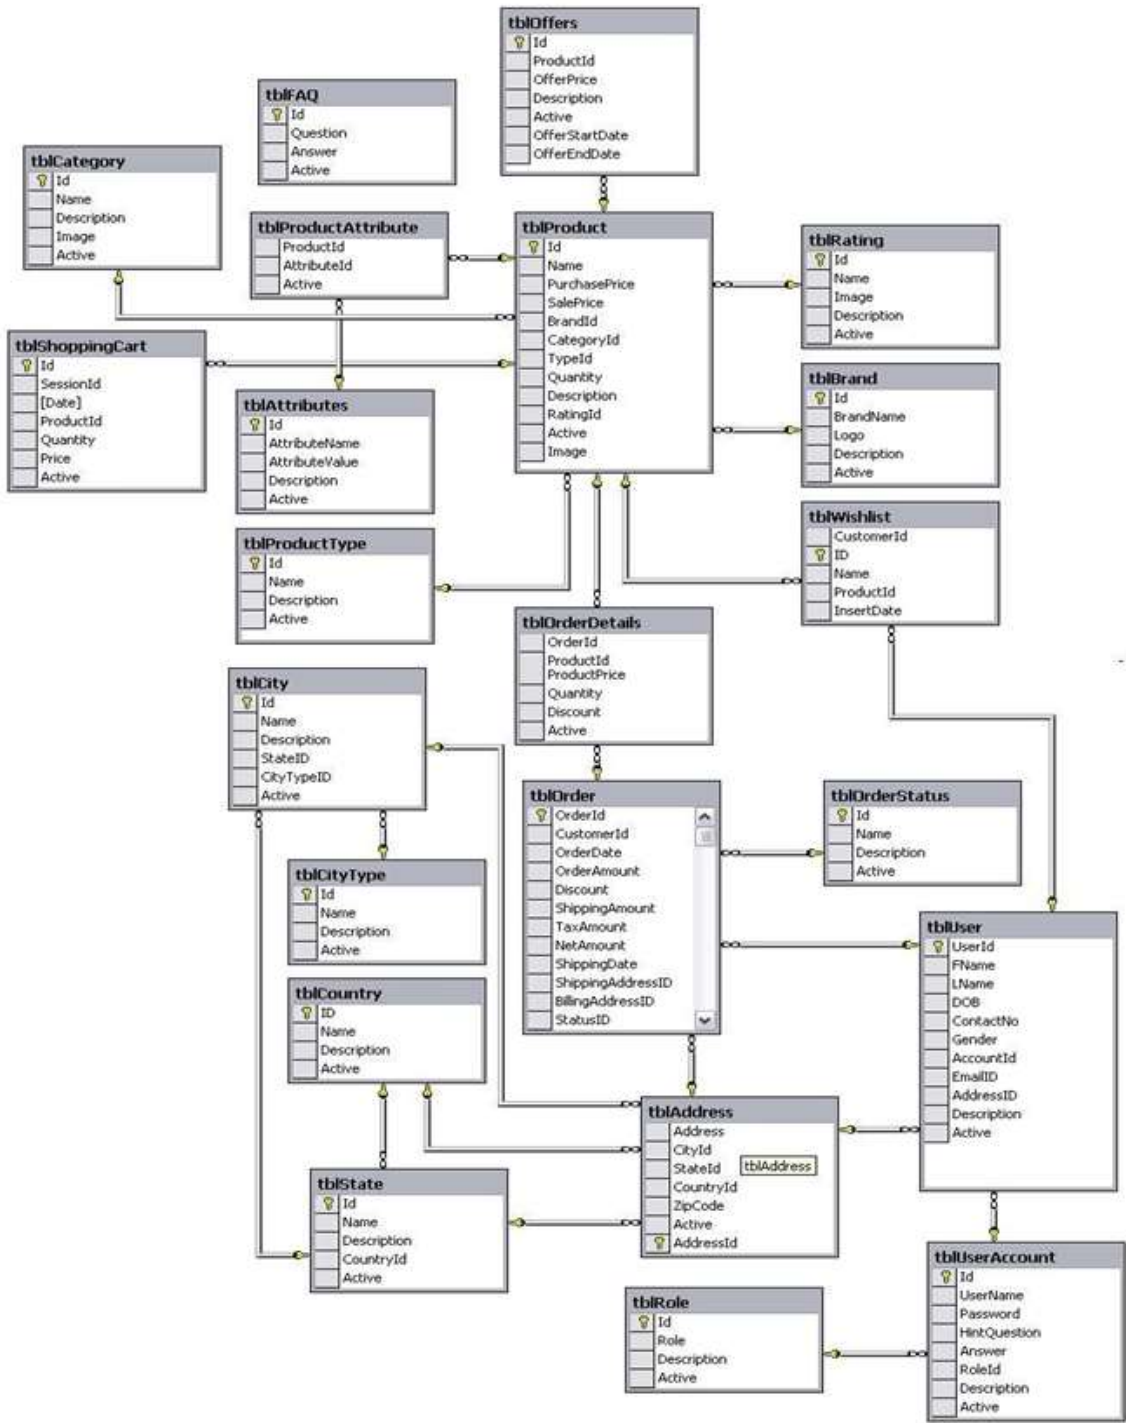 tblOffers
Id
ProductId
OfferPrice
Description
Active
OfferStartDate
OfferEndDate
tblFAQ
Id
Question
Answer
Active
tblCategory
Id
Name
Description
Image
Active
tblProductAttribute
ProductId
AttributeId
Active
tblProduct
Id
Name
PurchasePrice
SalePrice
BrandId
CategoryId
TypeId
Quantity
Description
RatingId
Active
Image
tblRating
Id
Name
Image
Description
Active
tblShoppingCart
Id
SessionId
[Date]
ProductId
Quantity
Price
Active
tblAttributes
Id
AttributeName
AttributeValue
Description
Active
tblBrand
Id
BrandName
Logo
Description
Active
tblProductType
Id
Name
Description
Active
tblWishlist
CustomerId
ID
Name
ProductId
InsertDate
tblOrderDetails
OrderId
ProductId
ProductPrice
Quantity
Discount
Active
tblCity
Id
Name
Description
StateID
CityTypeID
Active
tblOrder
OrderId
CustomerId
OrderDate
OrderAmount
Discount
ShippingAmount
TaxAmount
NetAmount
ShippingDate
ShippingAddressID
BillingAddressID
StatusID
tblOrderStatus
Id
Name
Description
Active
tblCityType
Id
Name
Description
Active
tblUser
UserId
FName
LName
DOB
ContactNo
Gender
AccountId
EmailID
AddressID
Description
Active
tblCountry
ID
Name
Description
Active
tblAddress
Address
CityId
StateId
CountryId
ZipCode
Active
AddressId
tblAddress
tblState
Id
Name
Description
CountryId
Active
tblUserAccount
Id
UserName
Password
HintQuestion
Answer
RoleId
Description
Active
tblRole
Id
Role
Description
Active